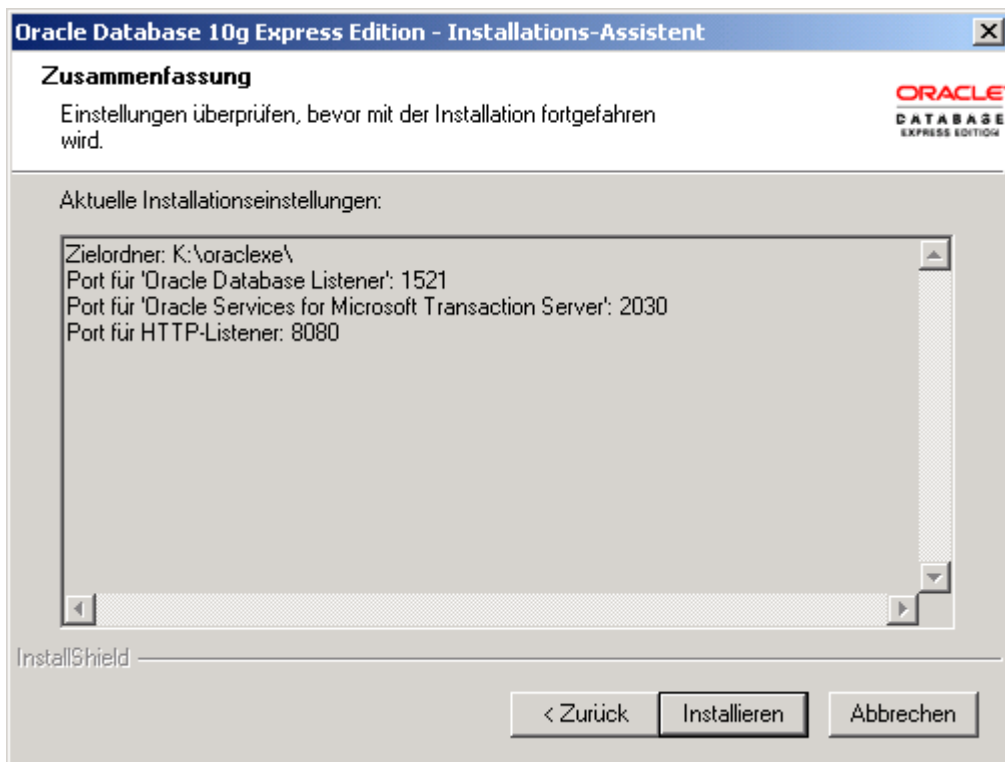 Oracle Database 10g Express Edition - Installations-Assistent
Zusammenfassung
Einstellungen überprüfen, bevor mit der Installation fortgefahren
wird.
ORACLE
DATABASE
EXPRESS EDITION
Aktuelle Installationseinstellungen:
Zielordner: K:\oraclexe\
Port für 'Oracle Database Listener': 1521
Port für 'Oracle Services for Microsoft Transaction Server': 2030
Port für HTTP-Listener: 8080
InstallShield
< Zurück
Installieren
Abbrechen